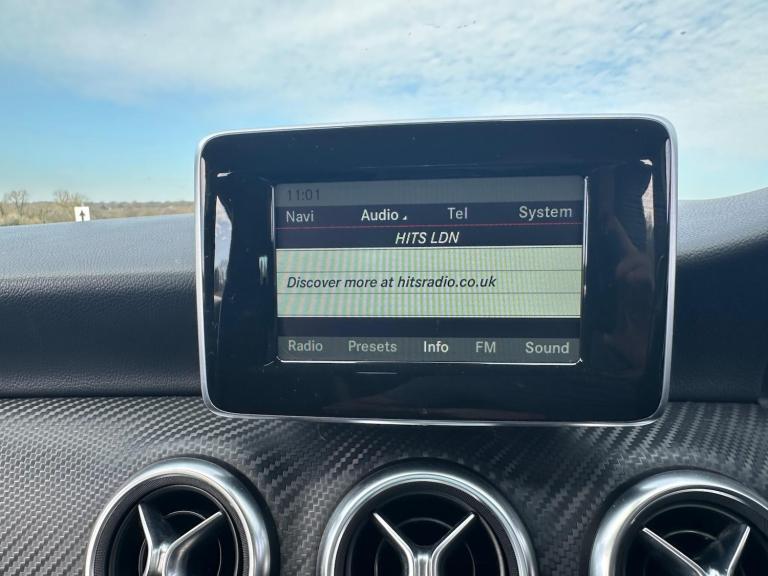 11:01
Navi Audio Tel System
HITS LDN
Discover more at hitsradio.co.uk
Radio Presets Info FM Sound